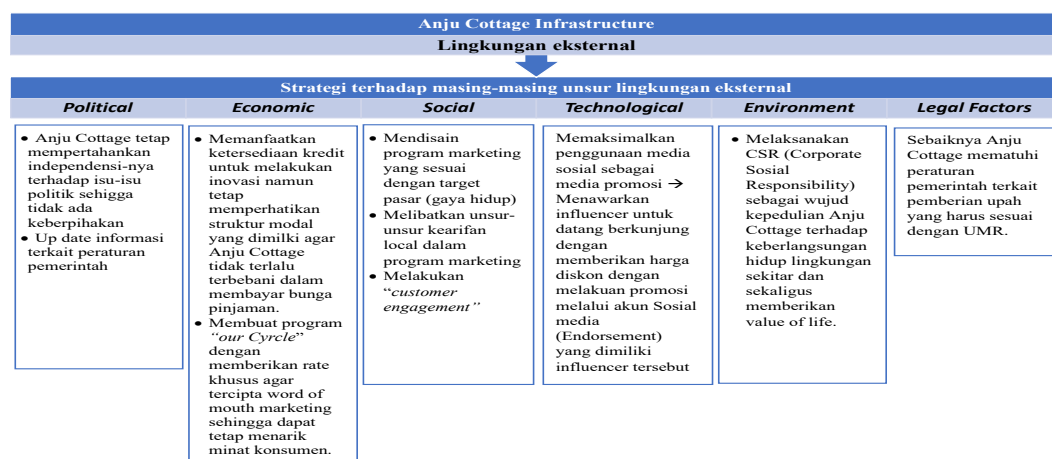 Anju Cottage Infrastructure
Lingkungan eksternal
Strategi terhadap masing-masing unsur lingkungan eksternal
Political
Economic
Social
Technological
Environment
Legal Factors
• Anju Cottage tetap
mempertahankan
independensi-nya
terhadap isu-isu
politik sehigga
tidak ada
keberpihakan
• Up date informasi
terkait peraturan
pemerintah
• Memanfaatkan
ketersediaan kredit
untuk melakukan
inovasi namun
tetap
memperhatikan
struktur modal
yang dimilki agar
Anju Cottage
tidak terlalu
terbebani dalam
membayar bunga
pinjaman.
• Membuat program
"our Cyrcle"
dengan
memberikan rate
khusus agar
tercipta word of
mouth marketing
sehingga dapat
tetap menarik
minat konsumen.
• Mendisain
program marketing
yang sesuai
dengan target
pasar (gaya hidup)
• Melibatkan unsur-
unsur kearifan
local dalam
program marketing
• Melakukan
"customer
engagement"
Memaksimalkan
penggunaan media
sosial sebagai
media promosi →
Menawarkan
influencer untuk
datang berkunjung
dengan
memberikan harga
diskon dengan
melakuan promosi
melalui akun Sosial
media
(Endorsement)
yang dimiliki
influencer tersebut
• Melaksanakan
CSR (Corporate
Sosial
Responsibility)
sebagai wujud
kepedulian Anju
Cottage terhadap
keberlangsungan
hidup lingkungan
sekitar dan
sekaligus
memberikan
value of life.
Sebaiknya Anju
Cottage mematuhi
peraturan
pemerintah terkait
pemberian upah
yang harus sesuai
dengan UMR.